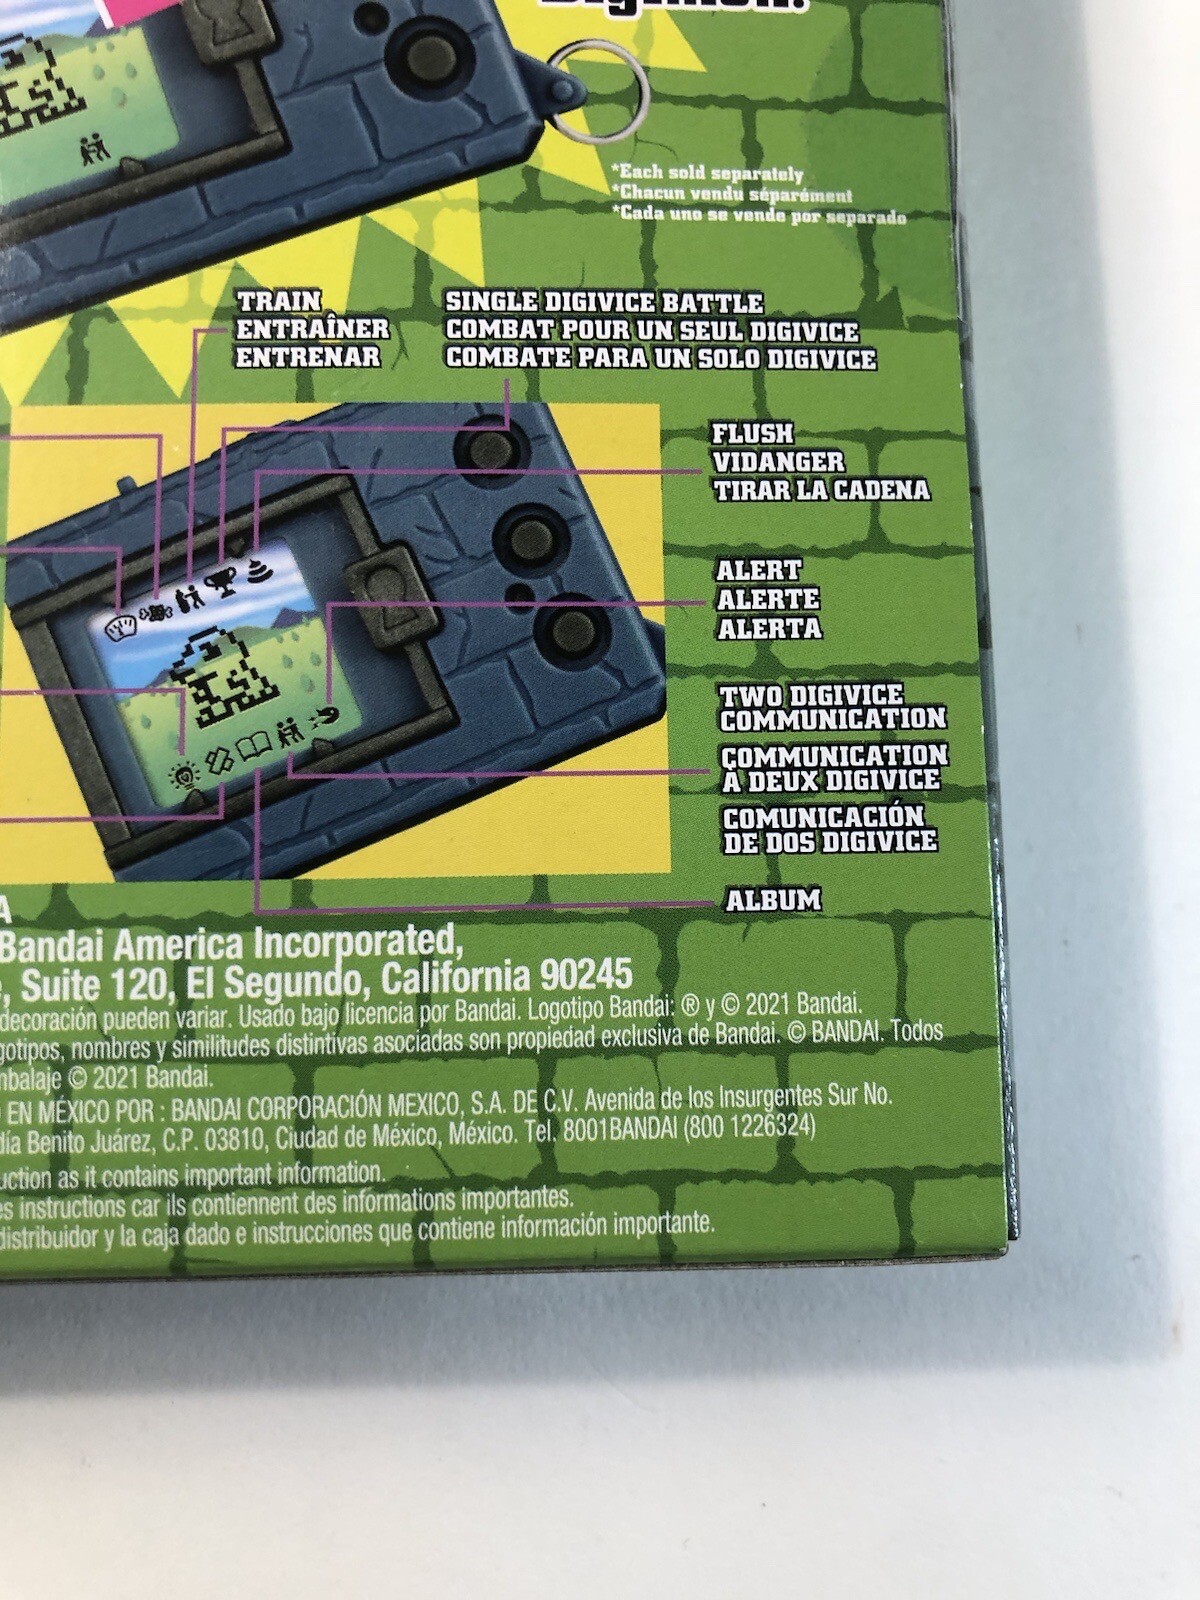 Digimon.
*Each sold separately
*Chacun vendu séparément
*Cada uno se vende por separado
TRAIN
ENTRAÎNER
ENTRENAR
SINGLE DIGIVICE BATTLE
COMBAT POUR UN SEUL DIGIVICE
COMBATE PARA UN SOLO DIGIVICE
FLUSH
VIDANGER
TIRAR LA CADENA
ALERT
ALERTE
ALERTA
TWO DIGIVICE
COMMUNICATION
COMMUNICATION
À DEUX DIGIVICE
COMUNICACIÓN
DE DOS DIGIVICE
ALBUM
A
Bandai America Incorporated,
, Suite 120, El Segundo, California 90245
decoración pueden variar. Usado bajo licencia por Bandai. Logotipo Bandai: ® y © 2021 Bandai.
gotipos, nombres y similitudes distintivas asociadas son propiedad exclusiva de Bandai. © BANDAI. Todos
mbalaje © 2021 Bandai.
EN MÉXICO POR : BANDAI CORPORACIÓN MEXICO, S.A. DE C.V. Avenida de los Insurgentes Sur No.
día Benito Juárez, C.P. 03810, Ciudad de México, México. Tel. 8001BANDAI (800 1226324)
uction as it contains important information.
es instructions car ils contiennent des informations importantes.
distribuidor y la caja dado e instrucciones que contiene información importante.